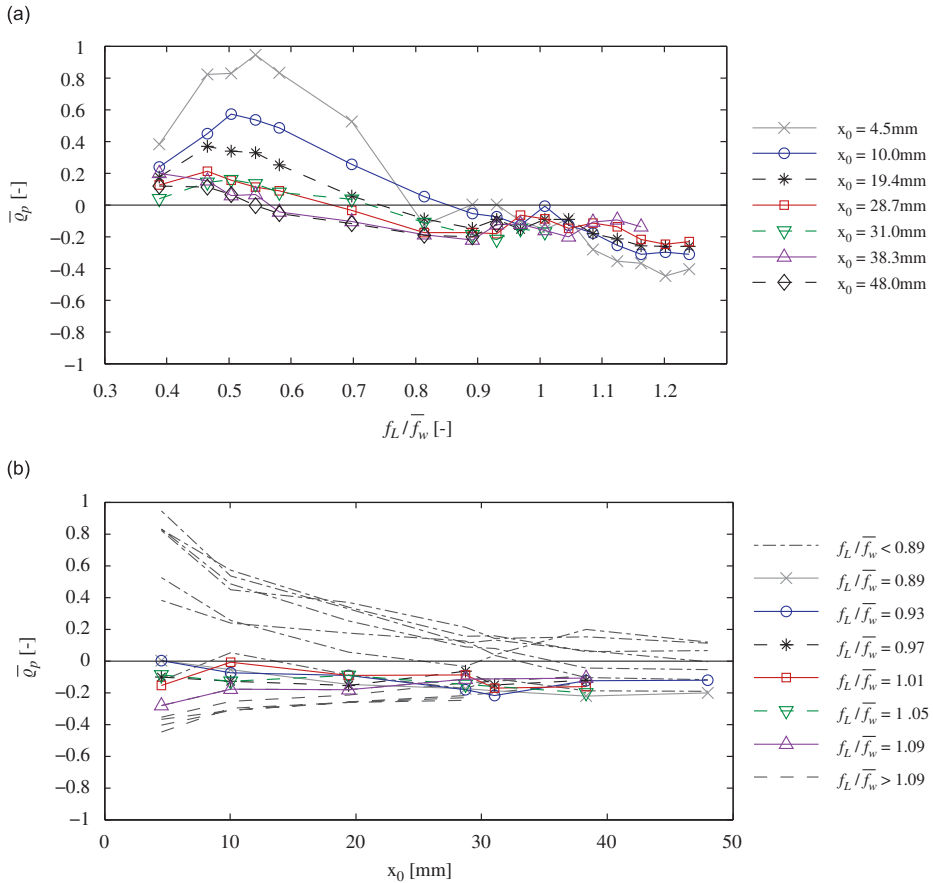 (a)
1
0.8
0.6
0.4
0.2
0
−0.2
−0.4
−0.6
−0.8
−1
ϱ̅p [-]
0.3 0.4 0.5 0.6 0.7 0.8 0.9 1 1.1 1.2
fL / f̅w [-]
x0 = 4.5mm
x0 = 10.0mm
x0 = 19.4mm
x0 = 28.7mm
x0 = 31.0mm
x0 = 38.3mm
x0 = 48.0mm
(b)
1
0.8
0.6
0.4
0.2
0
−0.2
−0.4
−0.6
−0.8
−1
ϱ̅p [-]
0 10 20 30 40 50
x0 [mm]
fL / f̅w < 0.89
fL / f̅w = 0.89
fL / f̅w = 0.93
fL / f̅w = 0.97
fL / f̅w = 1.01
fL / f̅w = 1.05
fL / f̅w = 1.09
fL / f̅w > 1.09